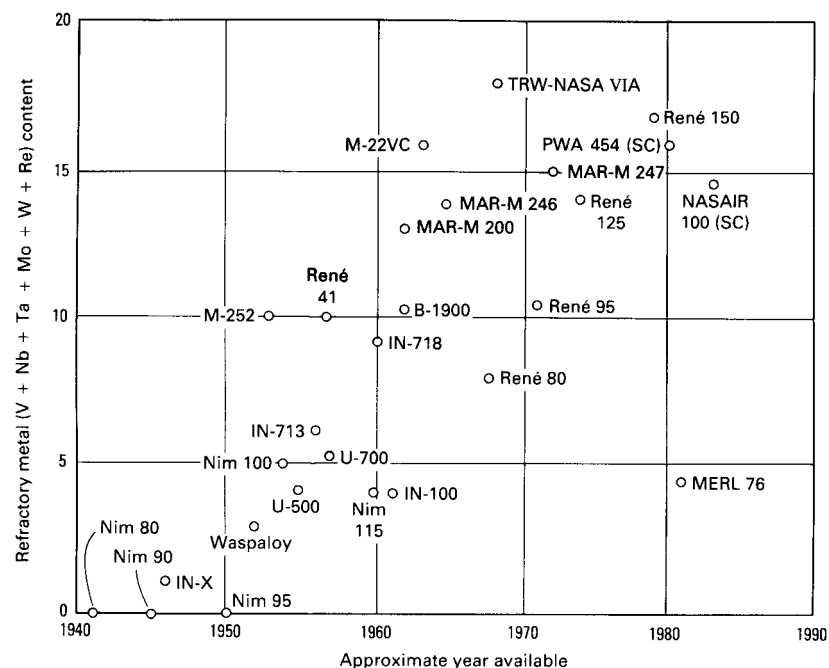 20
15
10
5
0
Refractory metal (V + Nb + Ta + Mo + W + Re) content
TRW-NASA VIA
René 150
M-22VC
PWA 454 (SC)
MAR-M 247
MAR-M 246
René
125
NASAIR
100 (SC)
MAR-M 200
René
41
M-252
B-1900
René 95
IN-718
René 80
IN-713
U-700
Nim 100
U-500
Nim
115
IN-100
MERL 76
Waspaloy
Nim 80
Nim 90
IN-X
Nim 95
1940 1950 1960 1970 1980 1990
Approximate year available